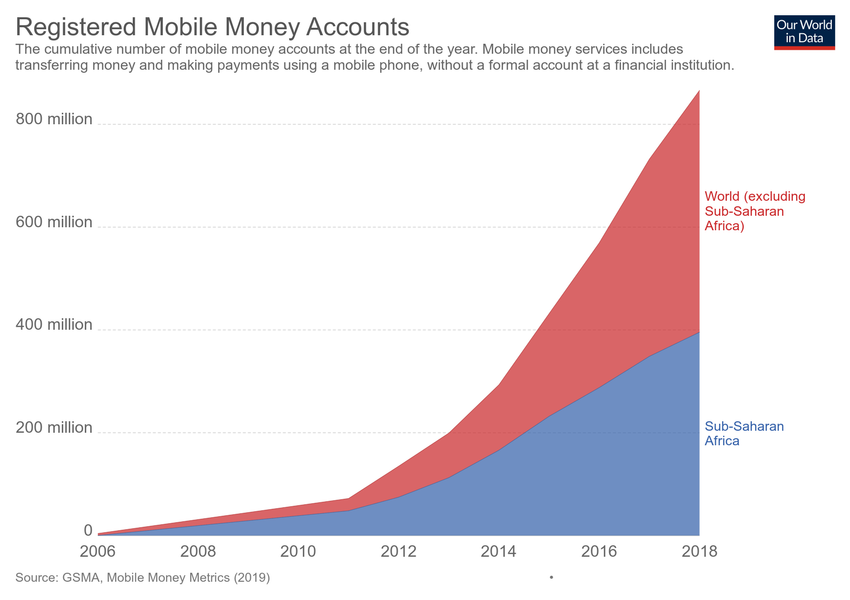 Registered Mobile Money Accounts
Our World
in Data
The cumulative number of mobile money accounts at the end of the year. Mobile money services includes
transferring money and making payments using a mobile phone, without a formal account at a financial institution.
800 million
World (excluding
Sub-Saharan
Africa)
600 million
400 million
Sub-Saharan
Africa
200 million
0
2006 2008 2010 2012 2014 2016 2018
Source: GSMA, Mobile Money Metrics (2019)